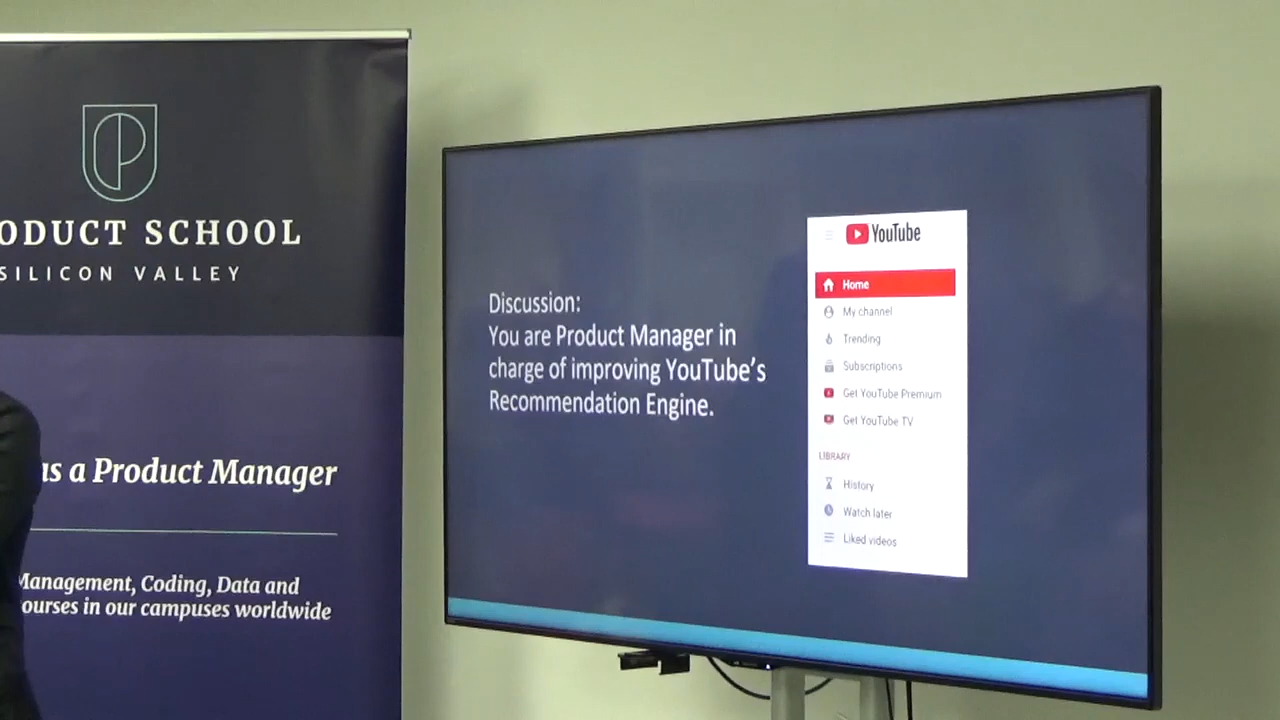 ODUCT SCHOOL
SILICON VALLEY
as a Product Manager
Management, Coding, Data and
ourses in our campuses worldwide
Discussion:
You are Product Manager in
charge of improving YouTube's
Recommendation Engine.
YouTube
Home
My channel
Trending
Subscriptions
Get YouTube Premium
Get YouTube TV
LIBRARY
History
Watch later
Liked videos